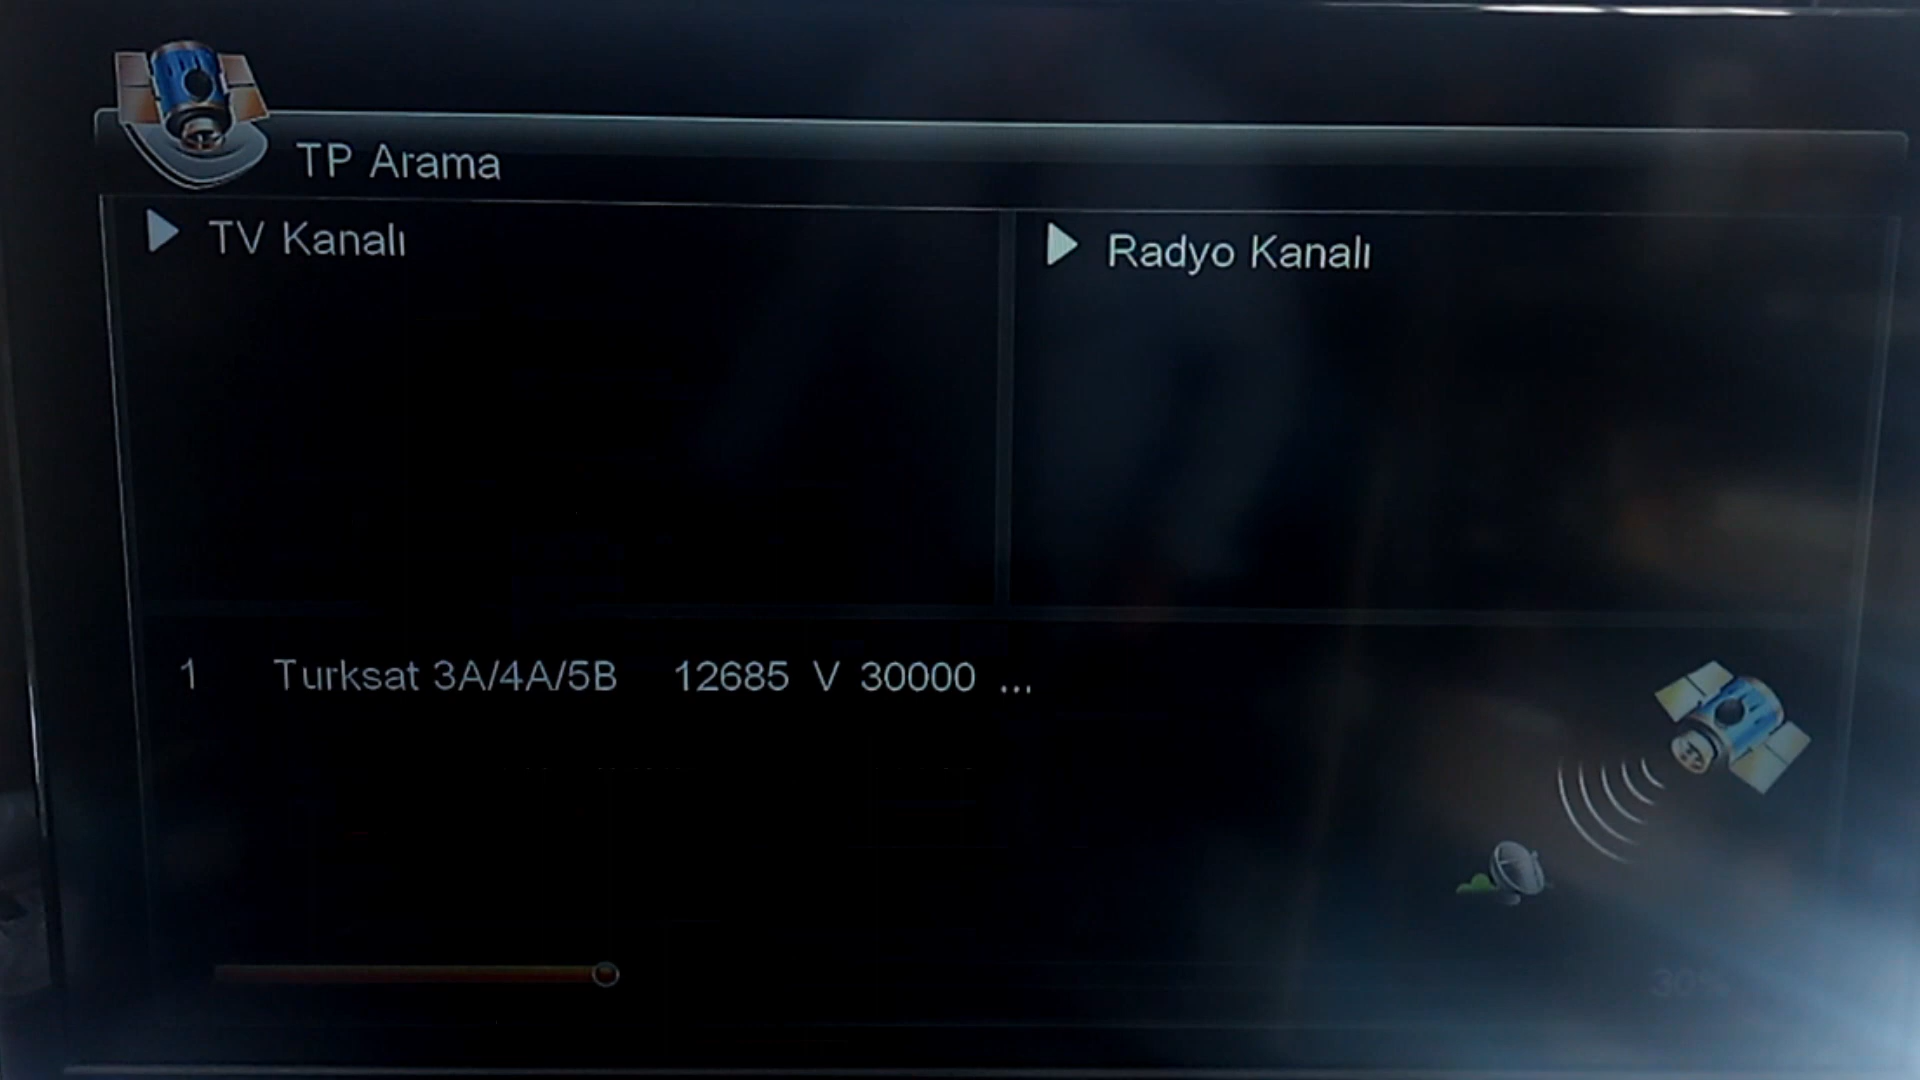 TP Arama
TV Kanalı
Radyo Kanalı
1 Turksat 3A/4A/5B 12685 V 30000 ...